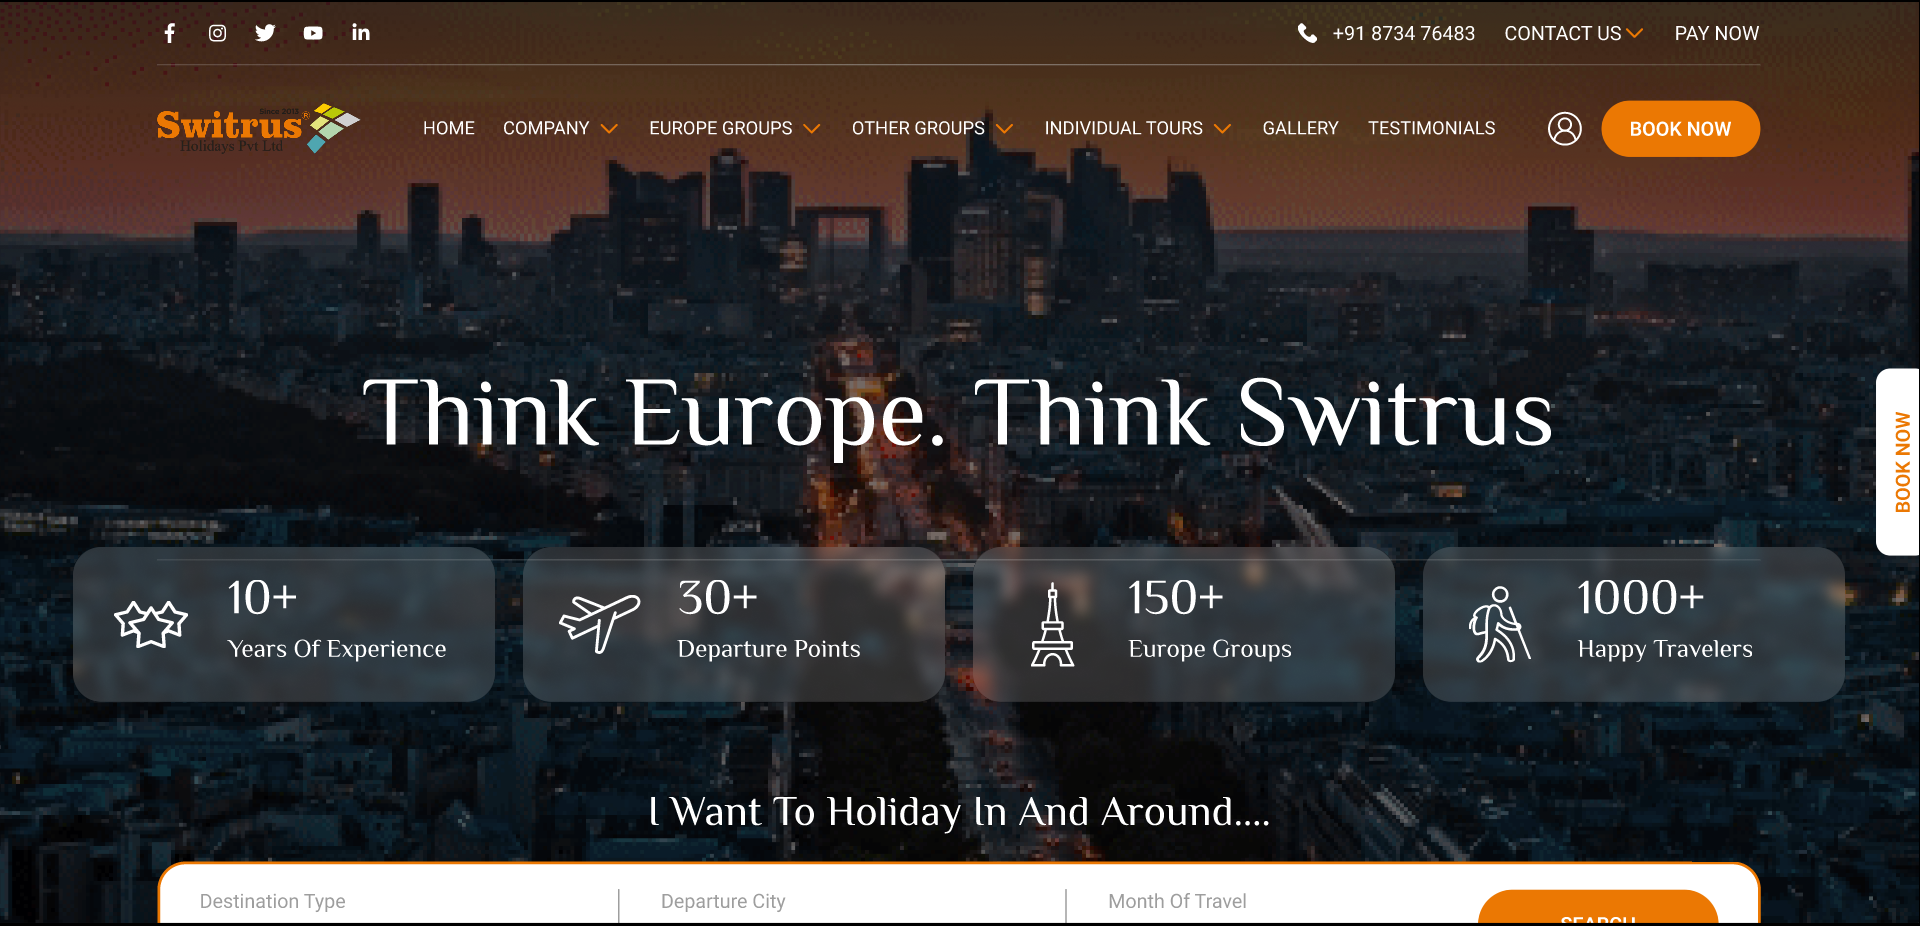 +91 8734 76483 CONTACT US PAY NOW
Since 2013
Switrus®
Holidays Pvt Ltd
HOME COMPANY EUROPE GROUPS OTHER GROUPS INDIVIDUAL TOURS GALLERY TESTIMONIALS BOOK NOW
Think Europe. Think Switrus
BOOK NOW
10+ 30+ 150+ 1000+
Years Of Experience Departure Points Europe Groups Happy Travelers
I Want To Holiday In And Around....
Destination Type Departure City Month Of Travel
SEARCH